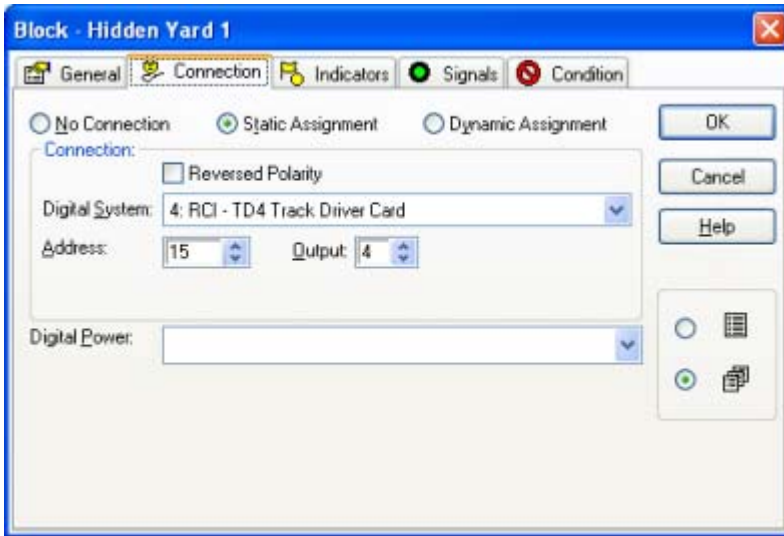 Block - Hidden Yard 1
General Connection Indicators Signals Condition
No Connection Static Assignment Dynamic Assignment OK
Connection:
Reversed Polarity Cancel
Digital System: 4: RCI - TD4 Track Driver Card
Help
Address: 15 Output: 4
Digital Power: